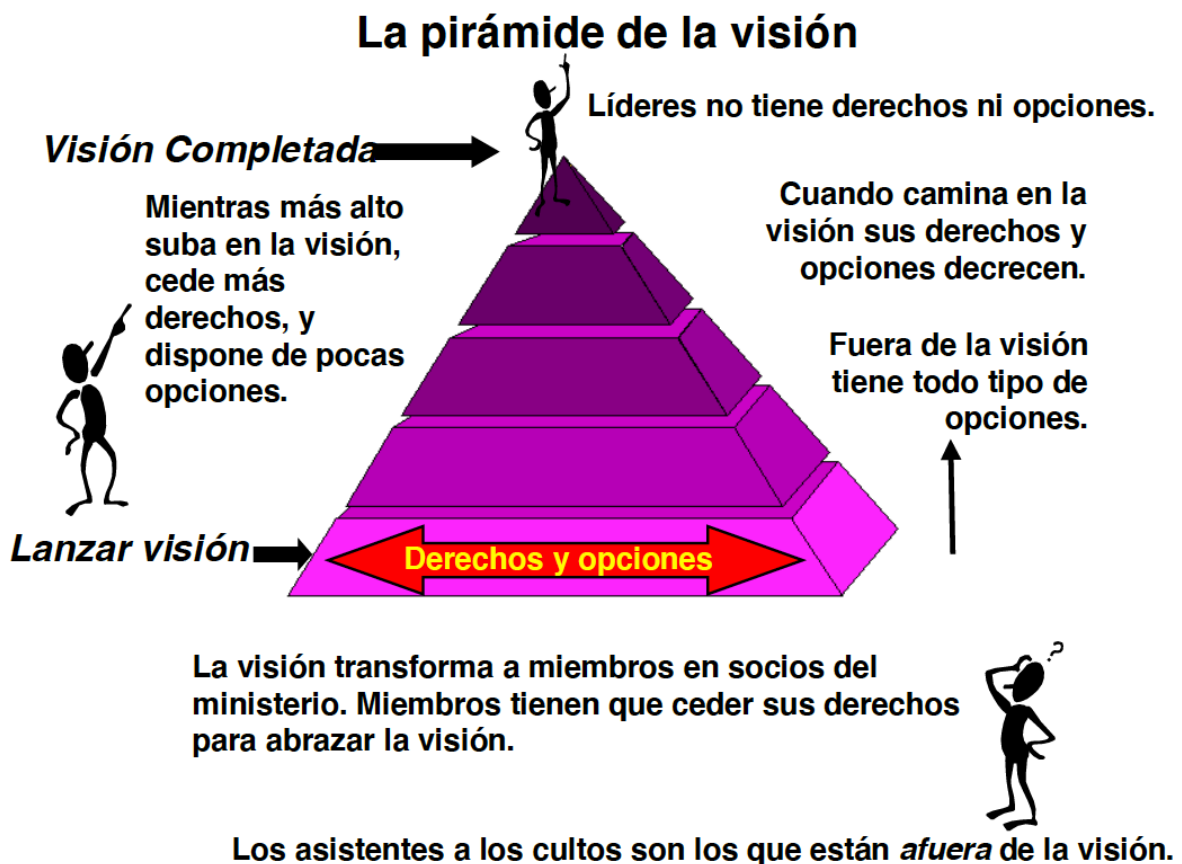 La pirámide de la visión
Líderes no tiene derechos ni opciones.
Visión Completada
Mientras más alto
suba en la visión,
cede más
derechos, y
dispone de pocas
opciones.
Cuando camina en la
visión sus derechos y
opciones decrecen.
Fuera de la visión
tiene todo tipo de
opciones.
Lanzar visión
Derechos y opciones
?
La visión transforma a miembros en socios del
ministerio. Miembros tienen que ceder sus derechos
para abrazar la visión.
Los asistentes a los cultos son los que están afuera de la visión.